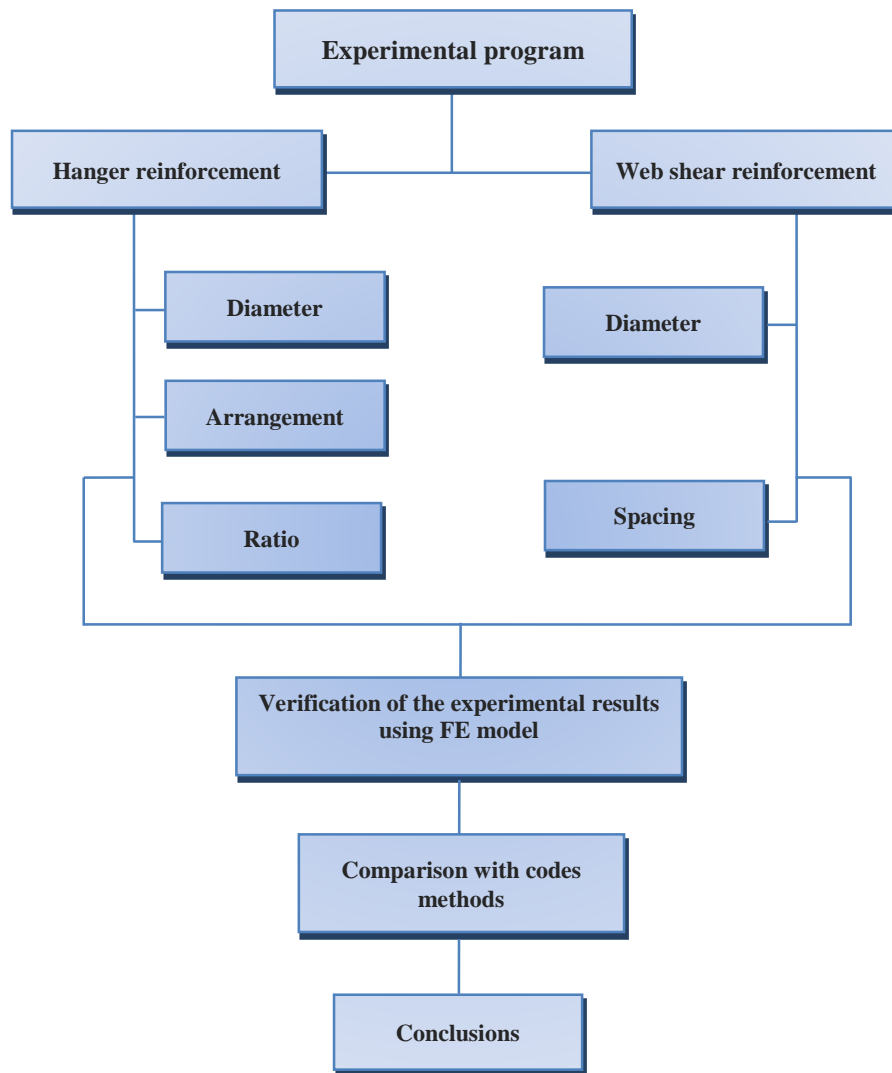 Experimental program
Hanger reinforcement
Web shear reinforcement
Diameter
Diameter
Arrangement
Spacing
Ratio
Verification of the experimental results
using FE model
Comparison with codes
methods
Conclusions